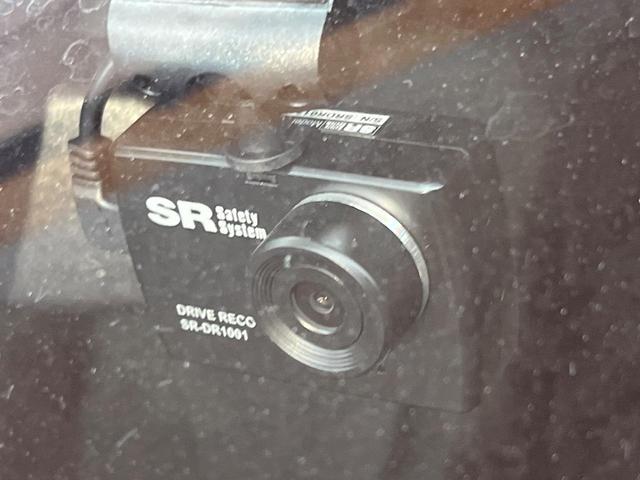 SR Safety
System
DRIVE RECO
SR-DR1001